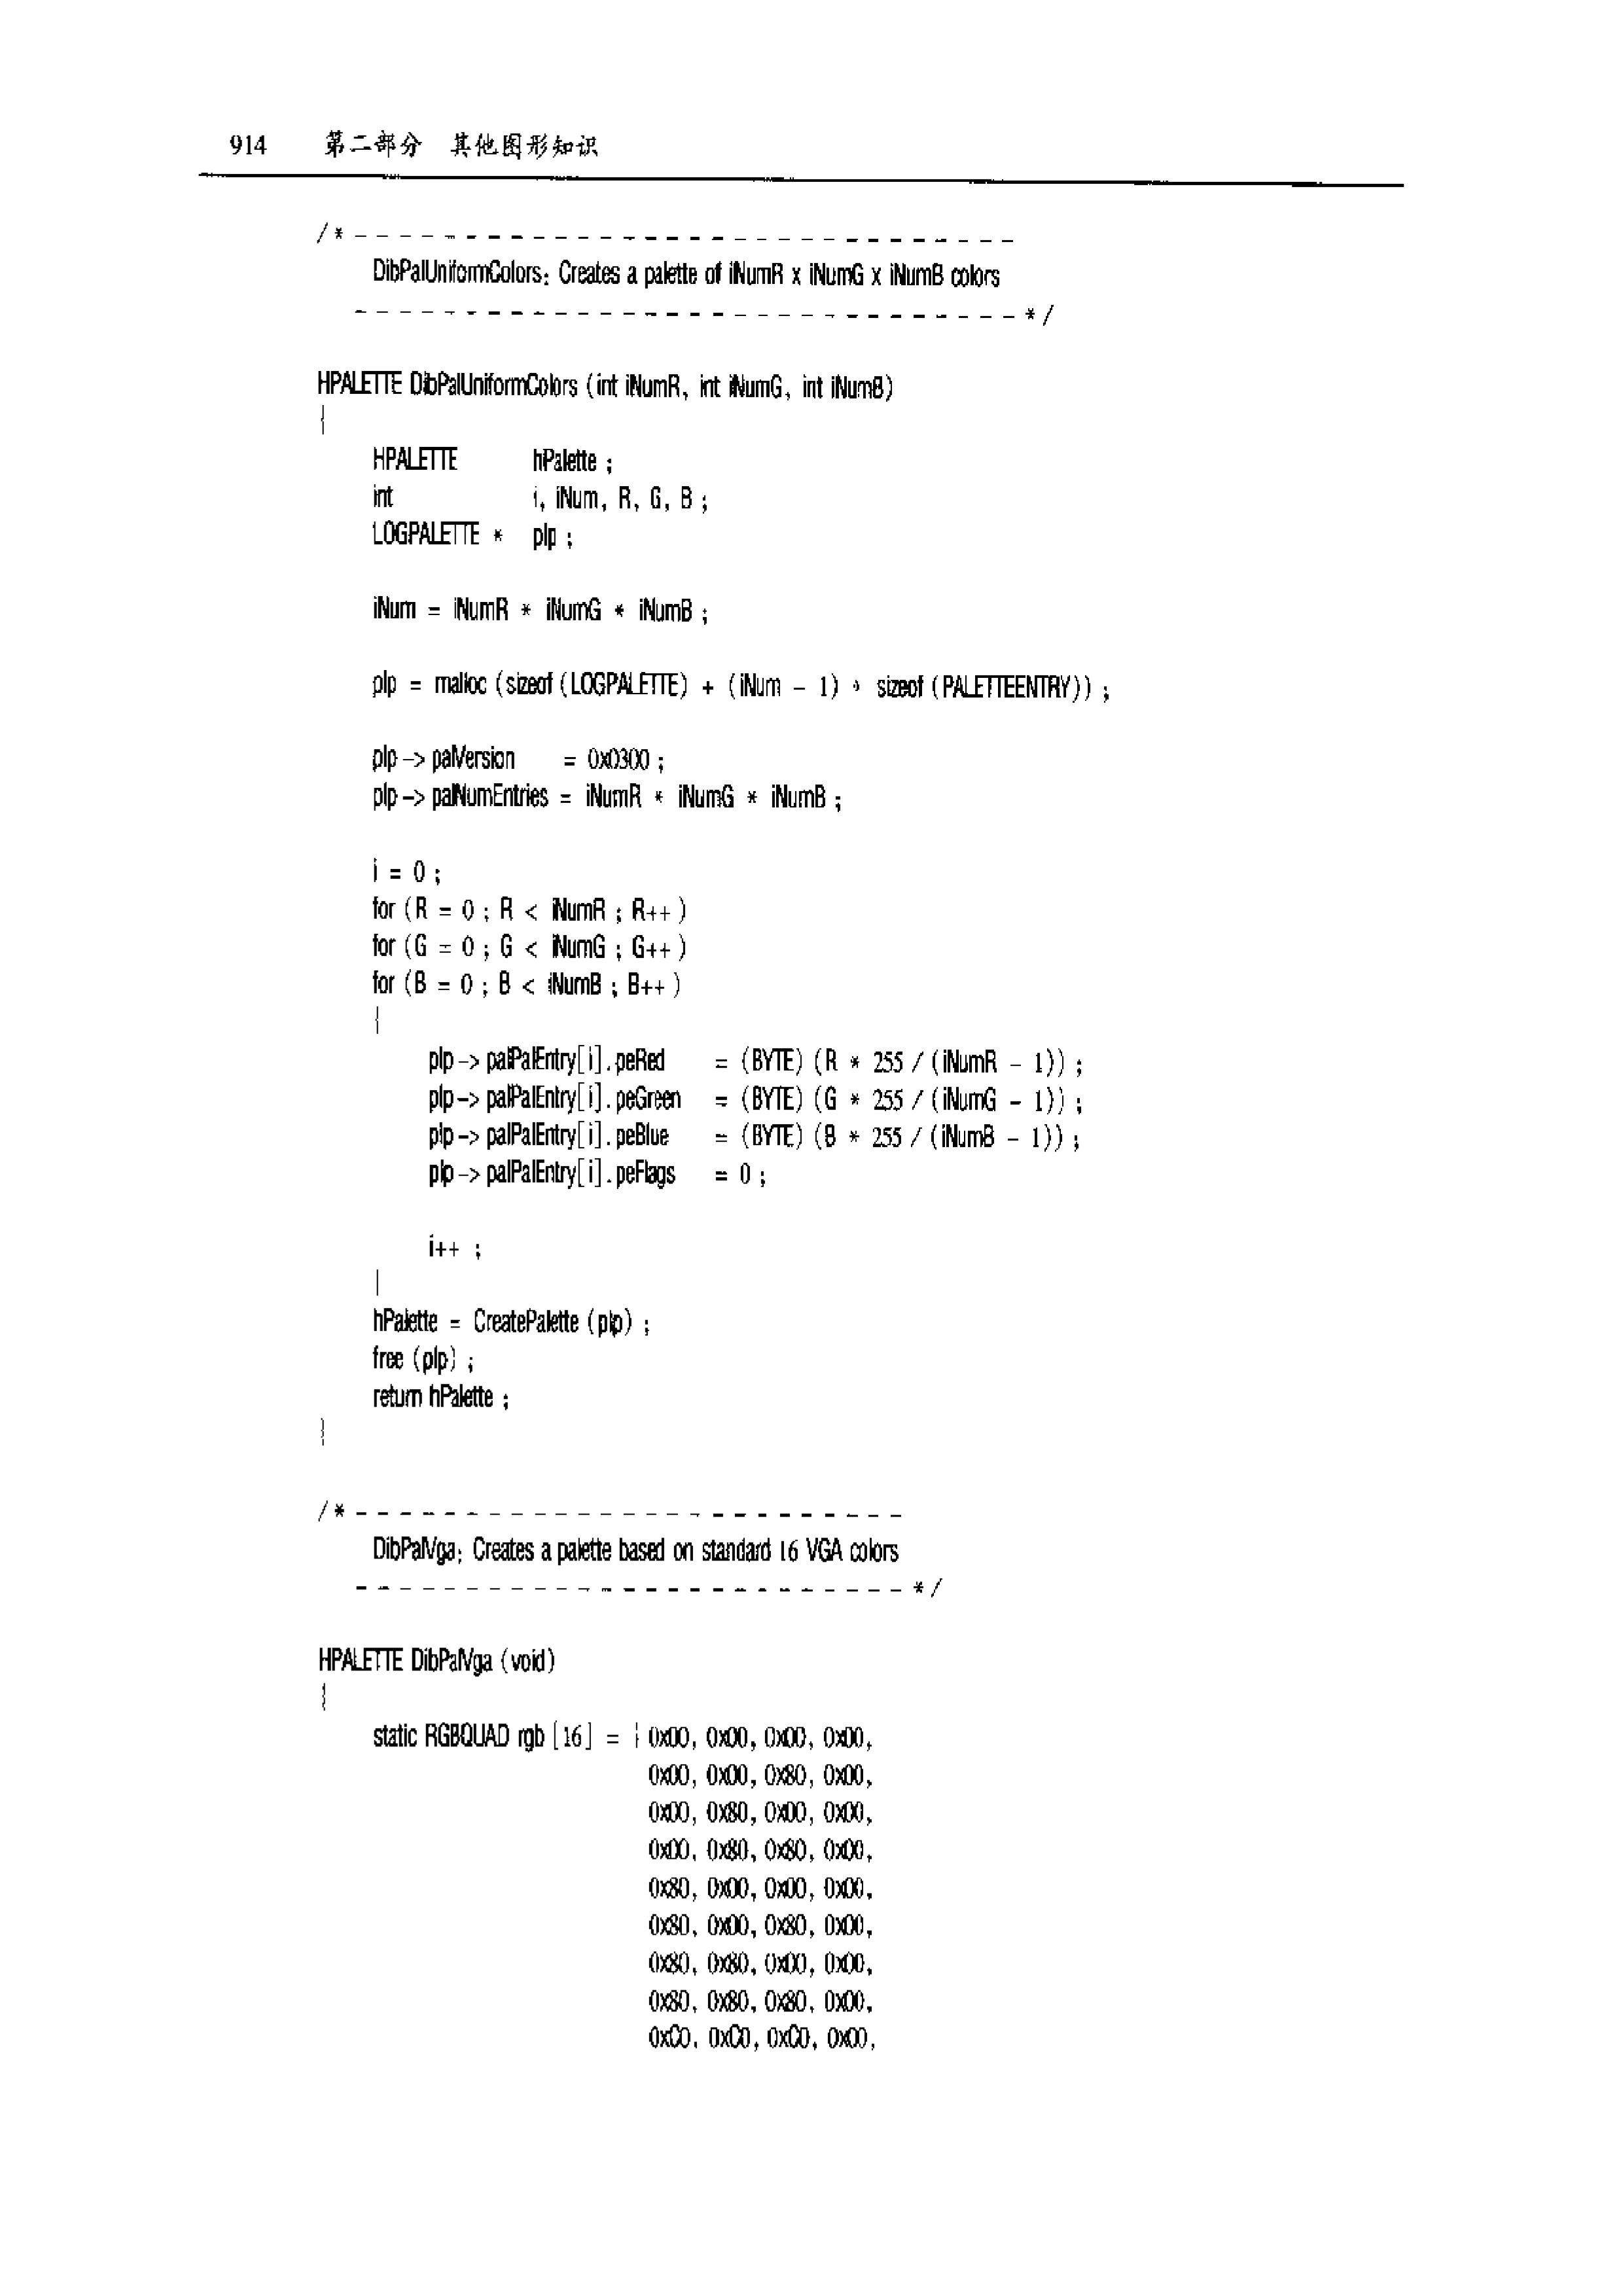 914 第二部分 其他图形知识
/* - - - - - - - - - - - - - - - - - - - - - - - - - - - - - -
DibPalUniformColors: Creates a palette of iNumR x iNumG x iNumB colors
- - - - - - - - - - - - - - - - - - - - - - - - - - - - - - */
HPALETTE DibPalUniformColors (int iNumR, int iNumG, int iNumB)
{
HPALETTE hPalette ;
int i, iNum, R, G, B ;
LOGPALETTE * plp ;
iNum = iNumR * iNumG * iNumB ;
plp = malloc (sizeof (LOGPALETTE) + (iNum - 1) * sizeof (PALETTEENTRY)) ;
plp -> palVersion = 0x0300 ;
plp -> palNumEntries = iNumR * iNumG * iNumB ;
i = 0 ;
for (R = 0 ; R < iNumR ; R++ )
for (G = 0 ; G < iNumG ; G++ )
for (B = 0 ; B < iNumB ; B++ )
{
plp -> palPalEntry[i].peRed = (BYTE) (R * 255 / (iNumR - 1)) ;
plp -> palPalEntry[i].peGreen = (BYTE) (G * 255 / (iNumG - 1)) ;
plp -> palPalEntry[i].peBlue = (BYTE) (B * 255 / (iNumB - 1)) ;
plp -> palPalEntry[i].peFlags = 0 ;
i++ ;
}
hPalette = CreatePalette (plp) ;
free (plp) ;
return hPalette ;
}
/* - - - - - - - - - - - - - - - - - - - - - - - - -
DibPalVga: Creates a palette based on standard 16 VGA colors
- - - - - - - - - - - - - - - - - - - - - - - - - */
HPALETTE DibPalVga (void)
{
static RGBQUAD rgb [16] = { 0x00, 0x00, 0x00, 0x00,
0x00, 0x00, 0x80, 0x00,
0x00, 0x80, 0x00, 0x00,
0x00, 0x80, 0x80, 0x00,
0x80, 0x00, 0x00, 0x00,
0x80, 0x00, 0x80, 0x00,
0x80, 0x80, 0x00, 0x00,
0x80, 0x80, 0x80, 0x00,
0xC0, 0xC0, 0xC0, 0x00,